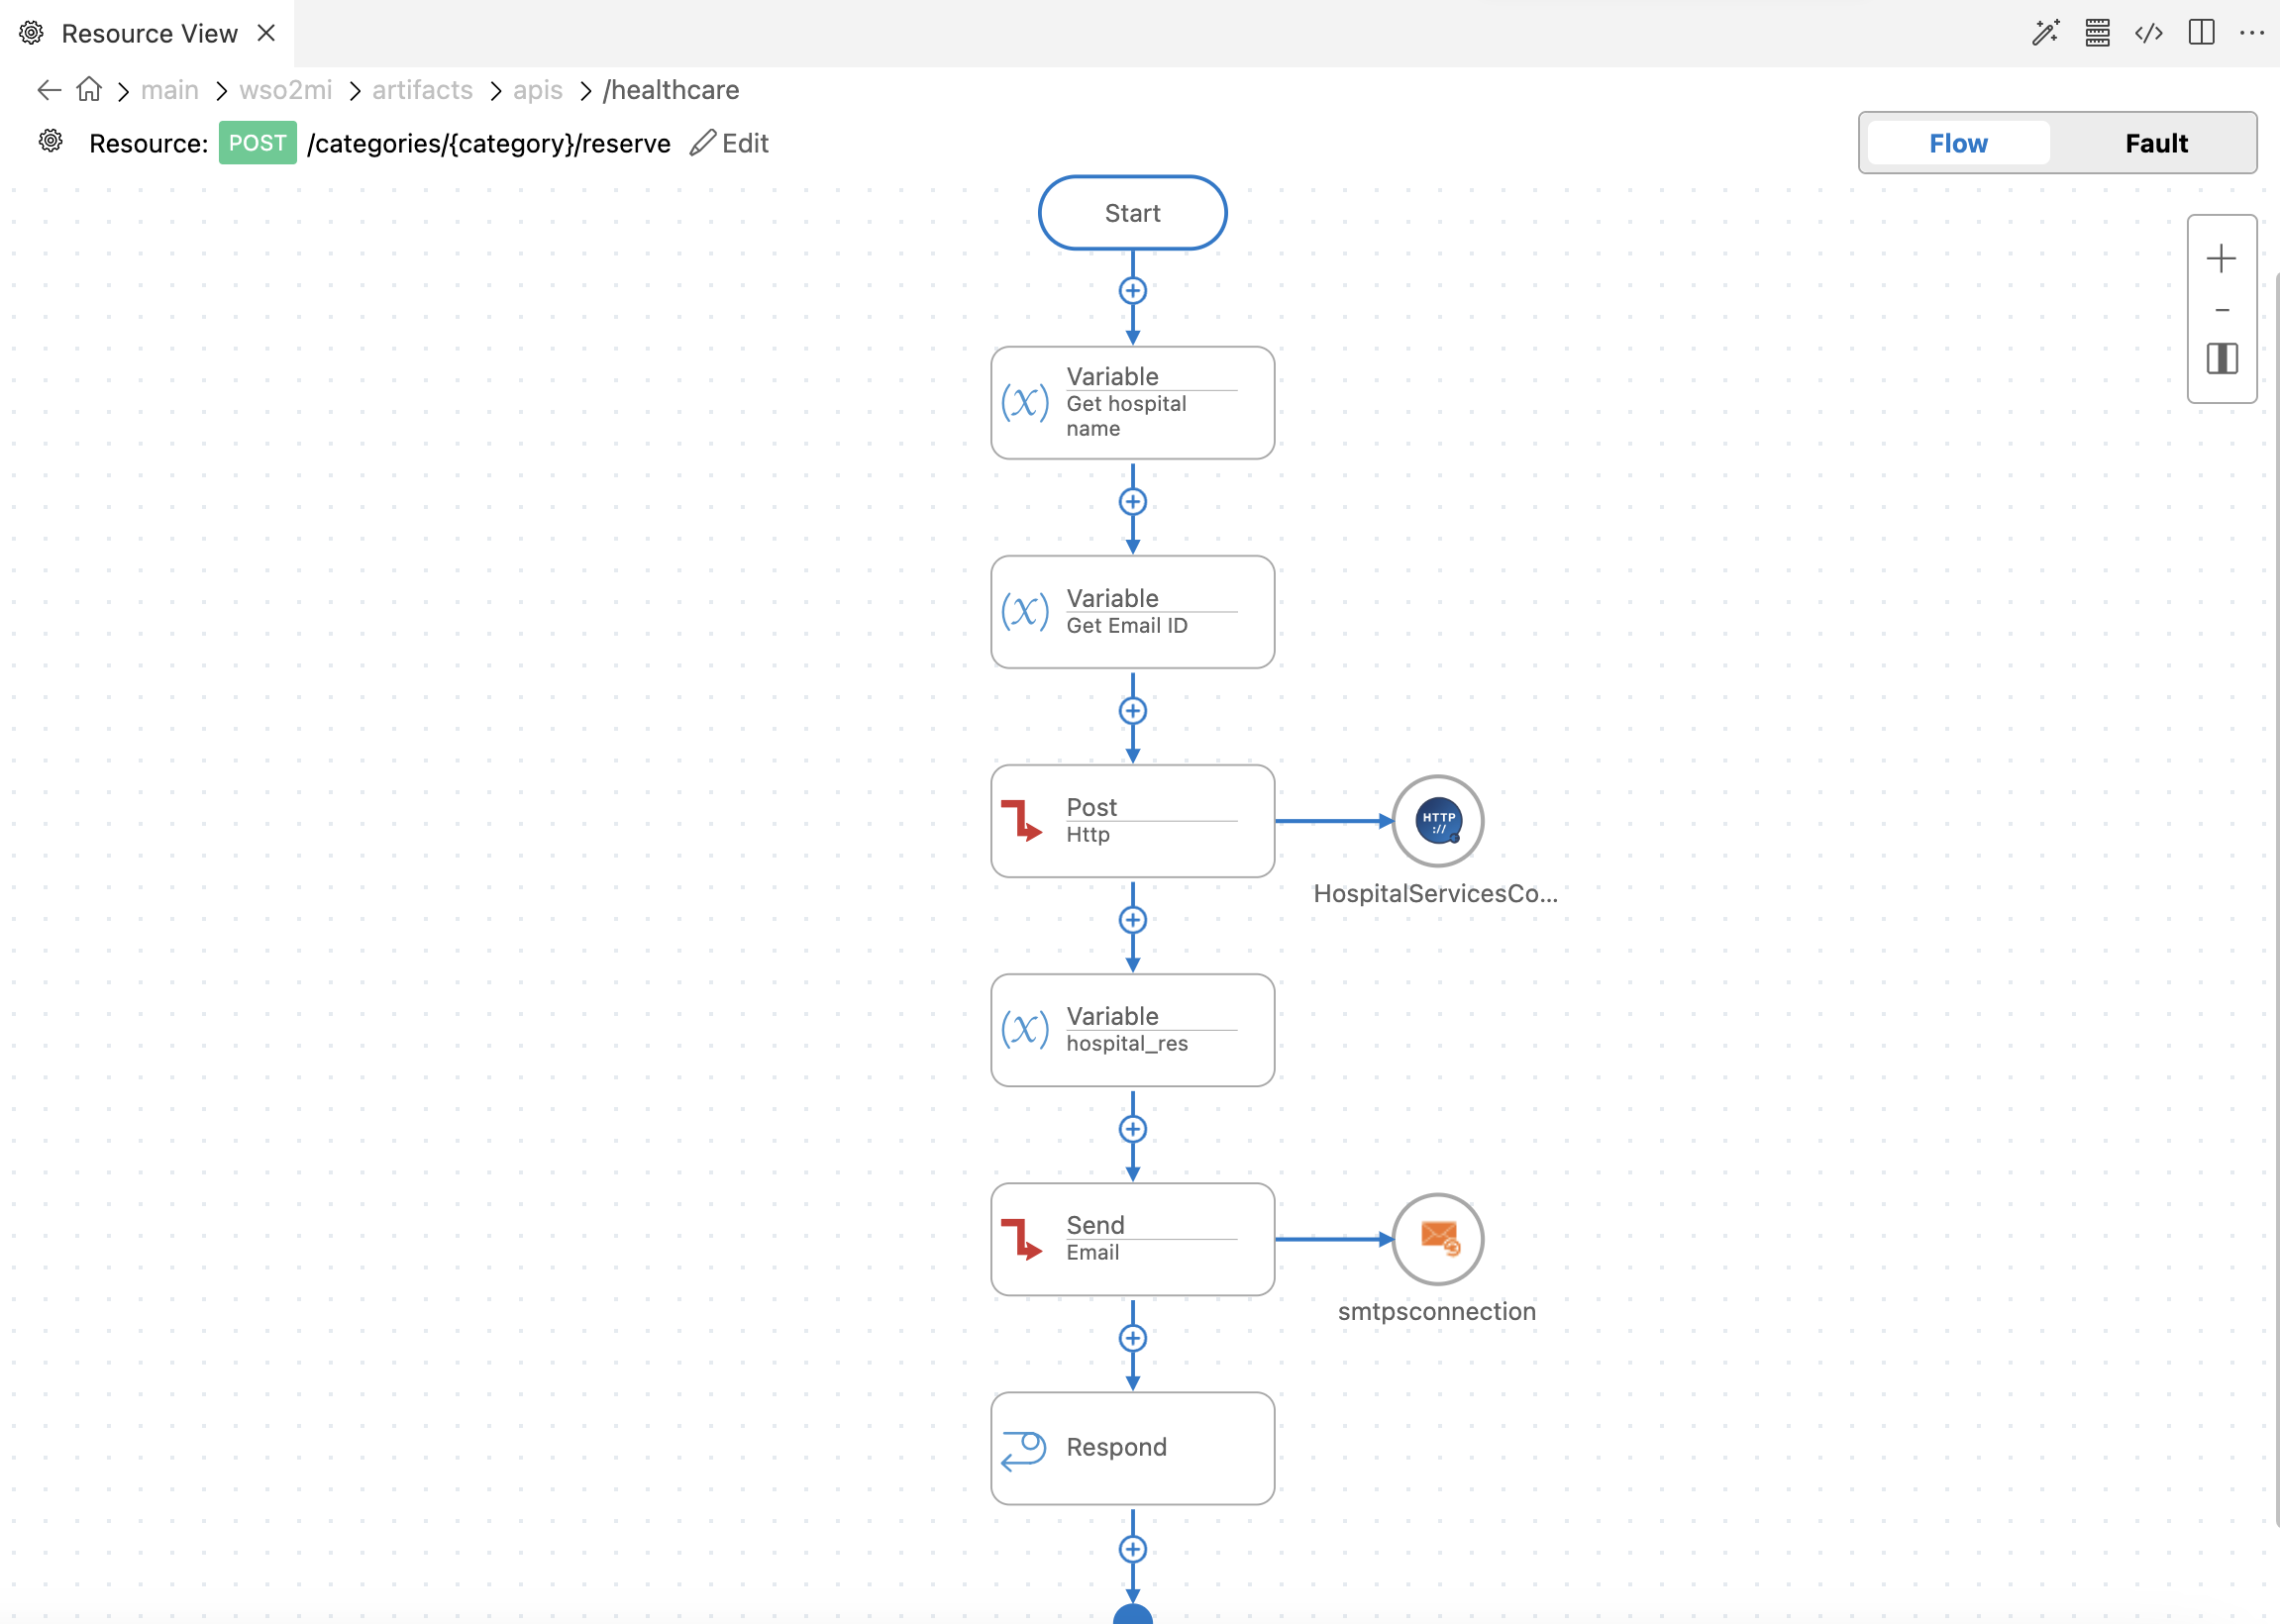 Resource View
main wso2mi artifacts apis /healthcare
Resource: POST /categories/{category}/reserve Edit
Flow Fault
Start
Variable
Get hospital
name
Variable
Get Email ID
Post
Http
HTTP
://
HospitalServicesCo...
Variable
hospital_res
Send
Email
smtpsconnection
Respond